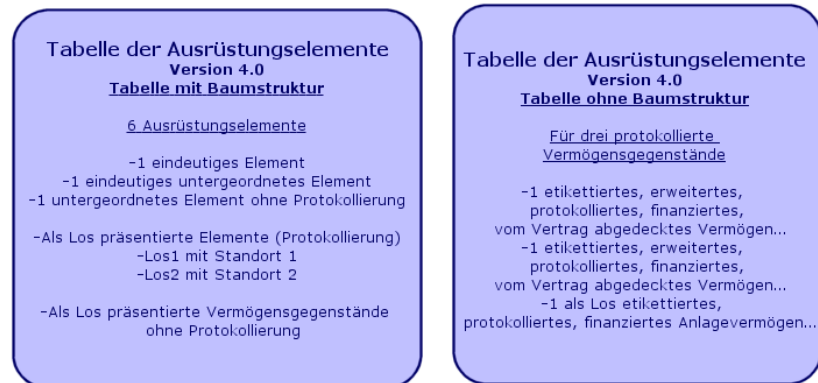 Tabelle der Ausrüstungselemente
Version 4.0
Tabelle mit Baumstruktur
6 Ausrüstungselemente
-1 eindeutiges Element
-1 eindeutiges untergeordnetes Element
-1 untergeordnetes Element ohne Protokollierung
-Als Los präsentierte Elemente (Protokollierung)
-Los1 mit Standort 1
-Los2 mit Standort 2
-Als Los präsentierte Vermögensgegenstände
ohne Protokollierung
Tabelle der Ausrüstungselemente
Version 4.0
Tabelle ohne Baumstruktur
Für drei protokollierte
Vermögensgegenstände
-1 etikettiertes, erweitertes,
protokolliertes, finanziertes,
vom Vertrag abgedecktes Vermögen...
-1 etikettiertes, erweitertes,
protokolliertes, finanziertes,
vom Vertrag abgedecktes Vermögen...
-1 als Los etikettiertes,
protokolliertes, finanziertes Anlagevermögen...